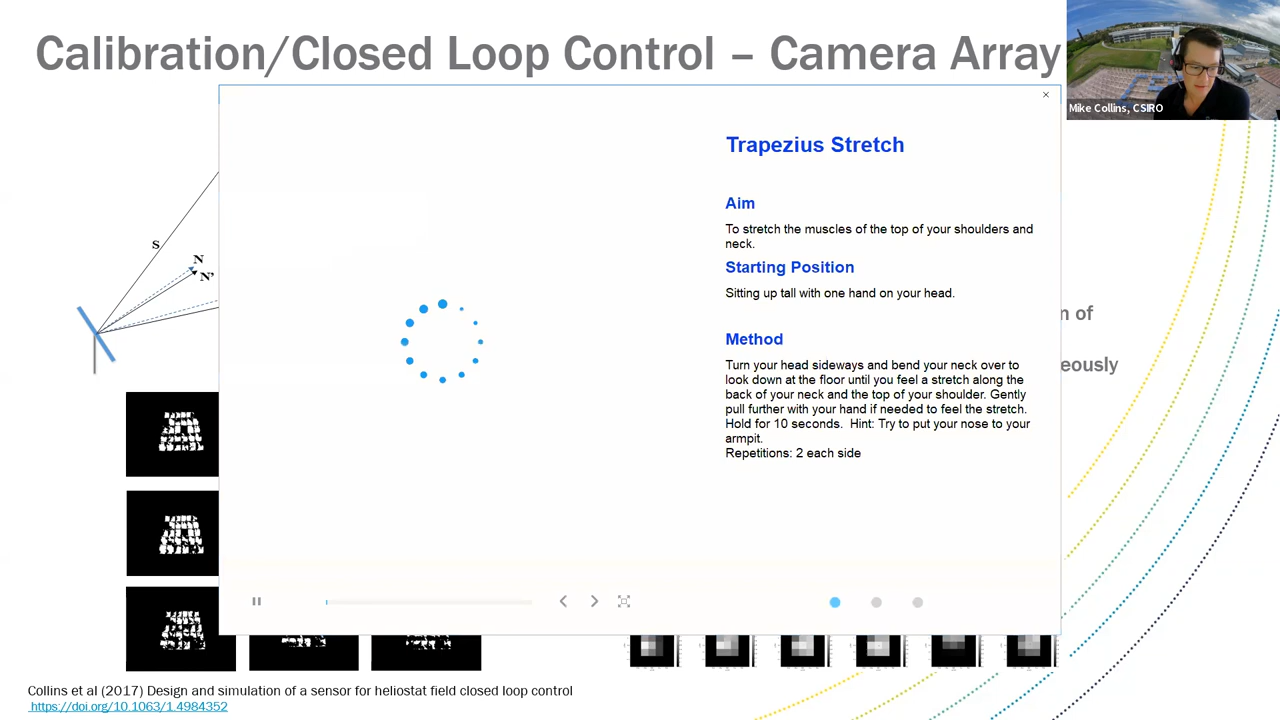 Calibration/Closed Loop Control – Camera Array
Mike Collins, CSIRO
Trapezius Stretch
Aim
To stretch the muscles of the top of your shoulders and
neck.
Starting Position
Sitting up tall with one hand on your head.
Method
Turn your head sideways and bend your neck over to
look down at the floor until you feel a stretch along the
back of your neck and the top of your shoulder. Gently
pull further with your hand if needed to feel the stretch.
Hold for 10 seconds.  Hint: Try to put your nose to your
armpit.
Repetitions: 2 each side
S
N
N'
of
Collins et al (2017) Design and simulation of a sensor for heliostat field closed loop control
https://doi.org/10.1063/1.4984352